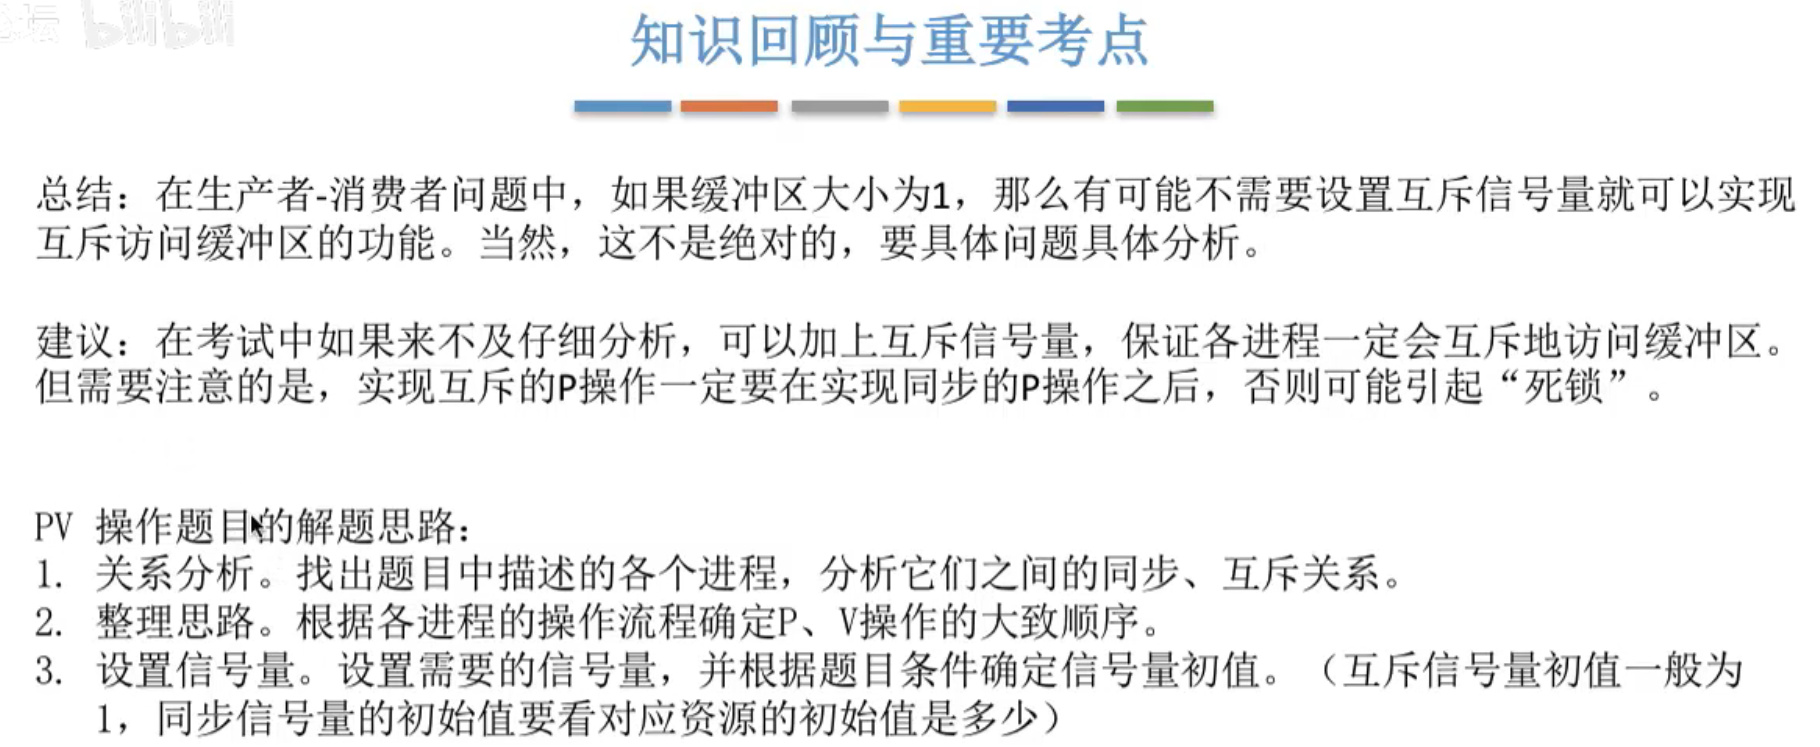 坛 bilibili
知识回顾与重要考点
总结：在生产者-消费者问题中，如果缓冲区大小为1，那么有可能不需要设置互斥信号量就可以实现
互斥访问缓冲区的功能。当然，这不是绝对的，要具体问题具体分析。
建议：在考试中如果来不及仔细分析，可以加上互斥信号量，保证各进程一定会互斥地访问缓冲区。
但需要注意的是，实现互斥的P操作一定要在实现同步的P操作之后，否则可能引起“死锁”。
PV 操作题目的解题思路：
1. 关系分析。找出题目中描述的各个进程，分析它们之间的同步、互斥关系。
2. 整理思路。根据各进程的操作流程确定P、V操作的大致顺序。
3. 设置信号量。设置需要的信号量，并根据题目条件确定信号量初值。（互斥信号量初值一般为
1，同步信号量的初始值要看对应资源的初始值是多少）